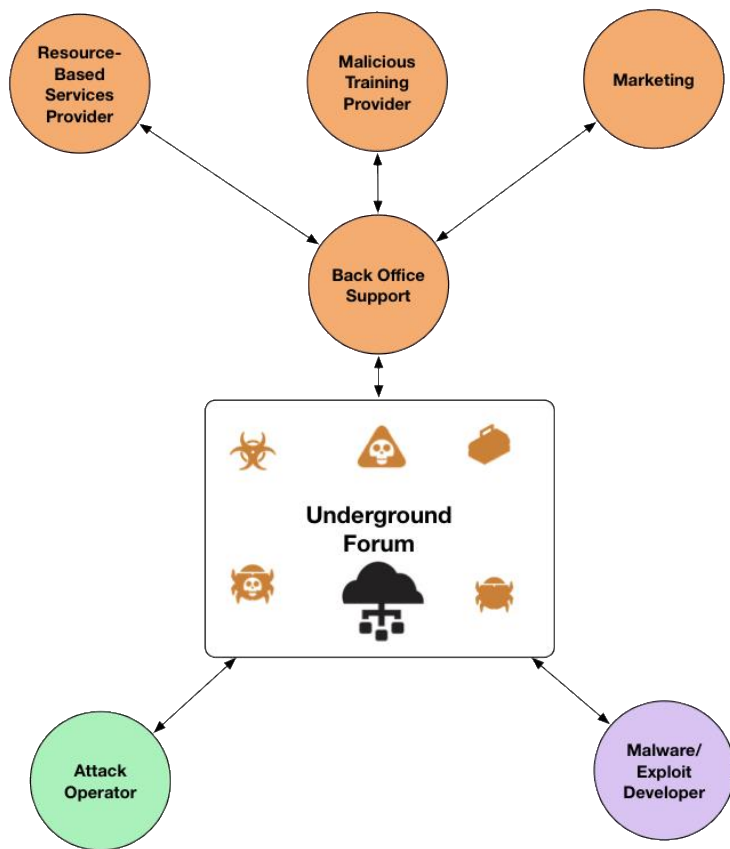 Resource-
Based
Services
Provider
Malicious
Training
Provider
Marketing
Back Office
Support
Underground
Forum
Attack
Operator
Malware/
Exploit
Developer